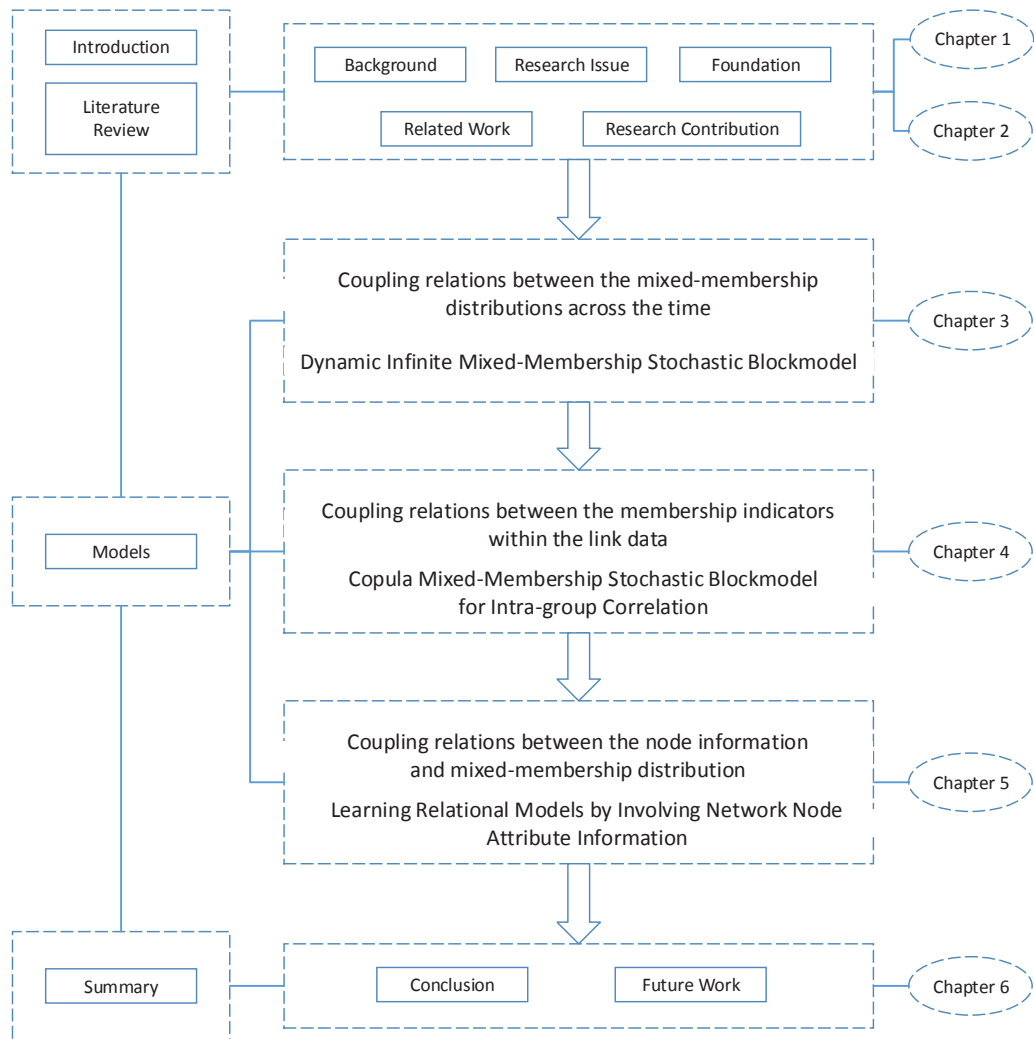 Introduction
Literature
Review
Background
Research Issue
Foundation
Related Work
Research Contribution
Chapter 1
Chapter 2
Coupling relations between the mixed-membership
distributions across the time
Dynamic Infinite Mixed-Membership Stochastic Blockmodel
Chapter 3
Models
Coupling relations between the membership indicators
within the link data
Copula Mixed-Membership Stochastic Blockmodel
for Intra-group Correlation
Chapter 4
Coupling relations between the node information
and mixed-membership distribution
Learning Relational Models by Involving Network Node
Attribute Information
Chapter 5
Summary
Conclusion
Future Work
Chapter 6